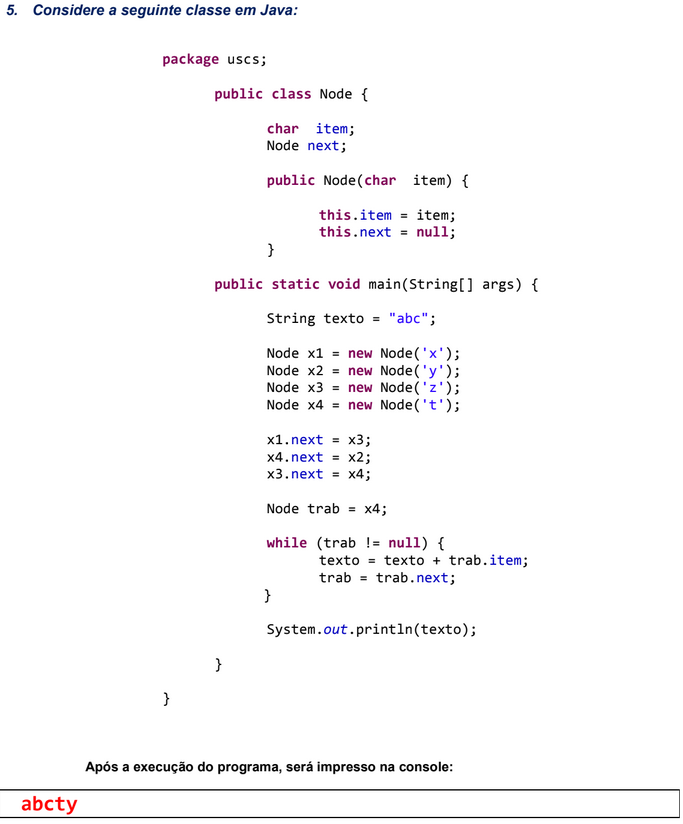 5. Considere a seguinte classe em Java:
package uscs;
public class Node {
char item;
Node next;
public Node(char item) {
this.item = item;
this.next = null;
}
public static void main(String[] args) {
String texto = "abc";
Node x1 = new Node('x');
Node x2 = new Node('y');
Node x3 = new Node('z');
Node x4 = new Node('t');
x1.next = x3;
x4.next = x2;
x3.next = x4;
Node trab = x4;
while (trab != null) {
texto = texto + trab.item;
trab = trab.next;
}
System.out.println(texto);
}
}
Após a execução do programa, será impresso na console:
abcty